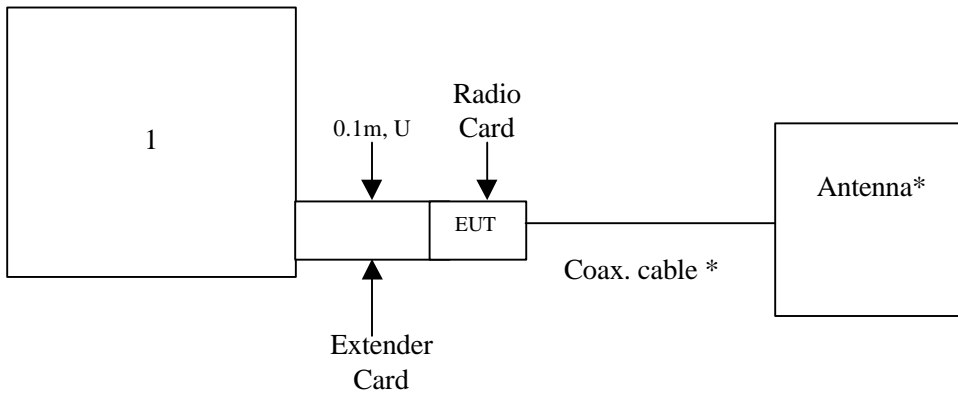 1
0.1m, U
Radio
Card
EUT
Antenna*
Coax. cable *
Extender
Card